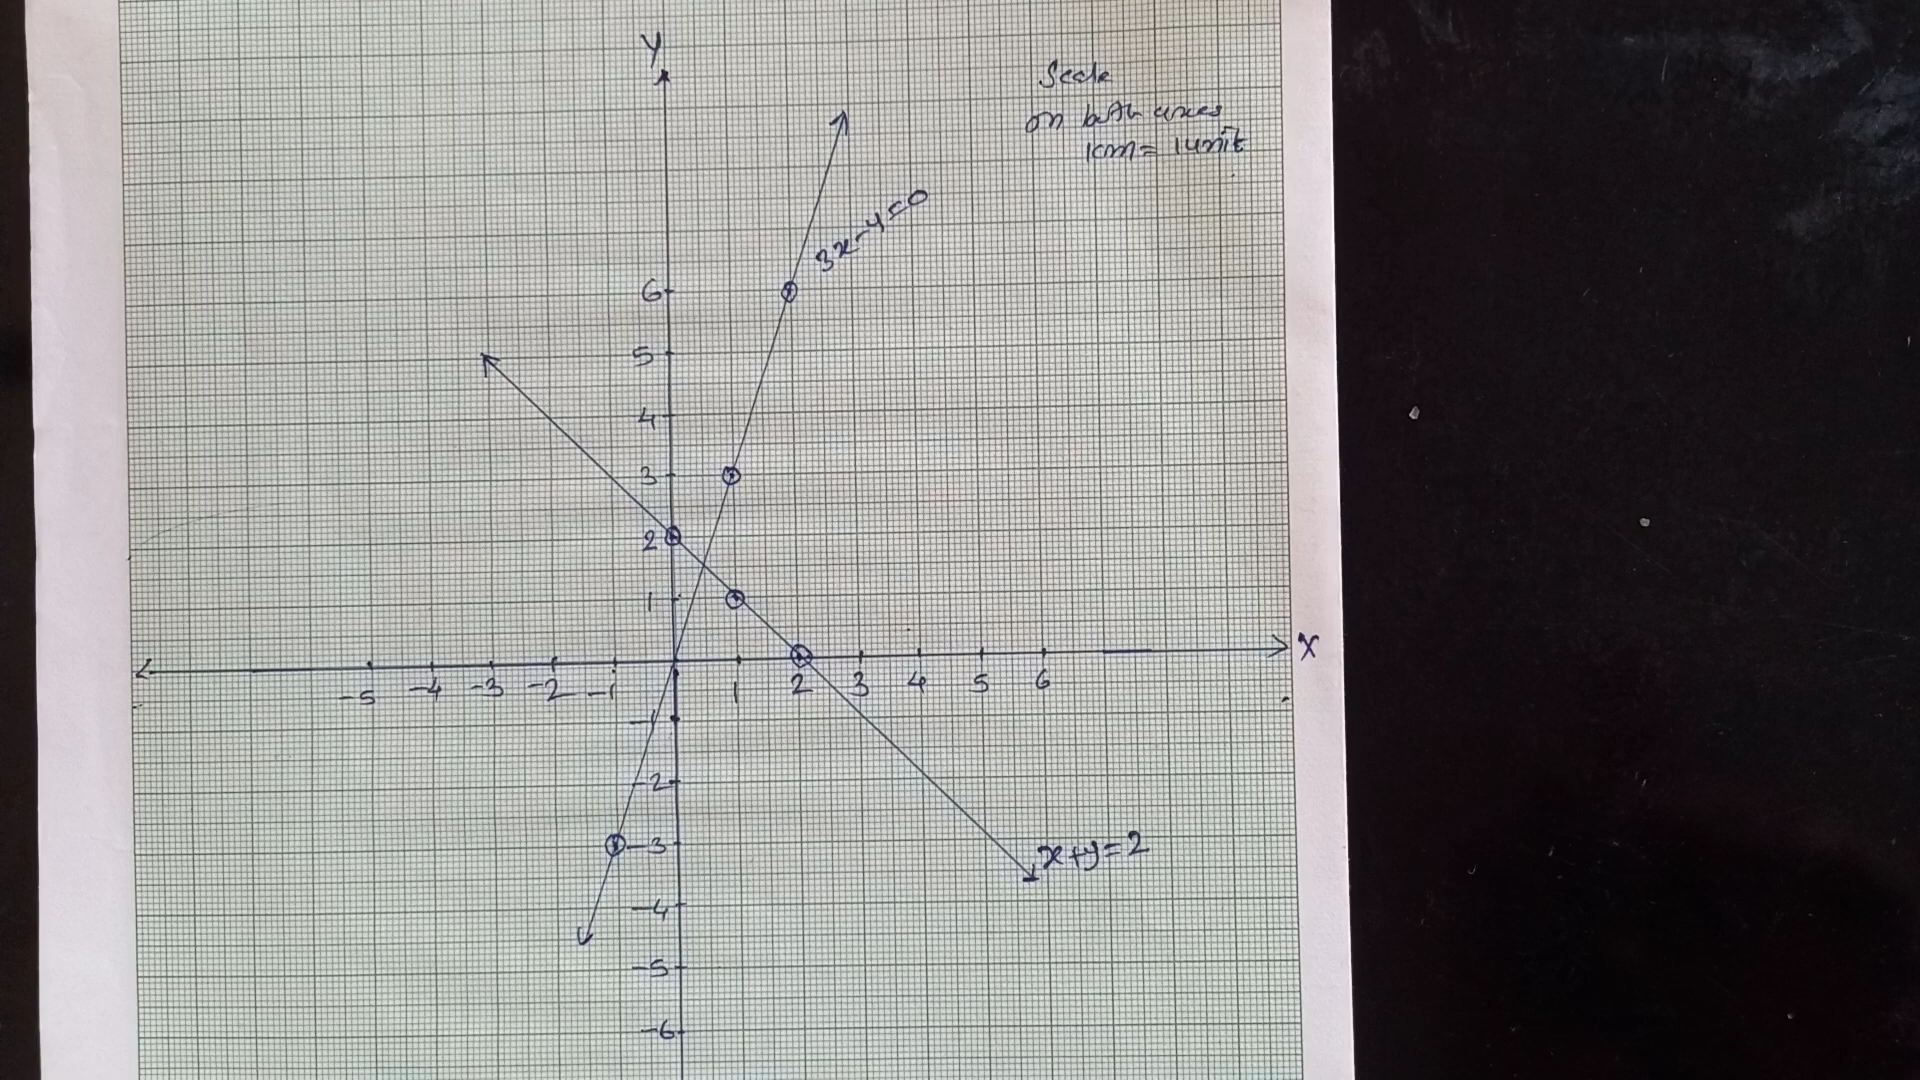 Y
Scale
on both axes
1cm = 1unit
3x-y=0
6
5
4
3
2
1
X
-5 -4 -3 -2 -1 1 2 3 4 5 6
-1
-2
-3
x+y=2
-4
-5
-6